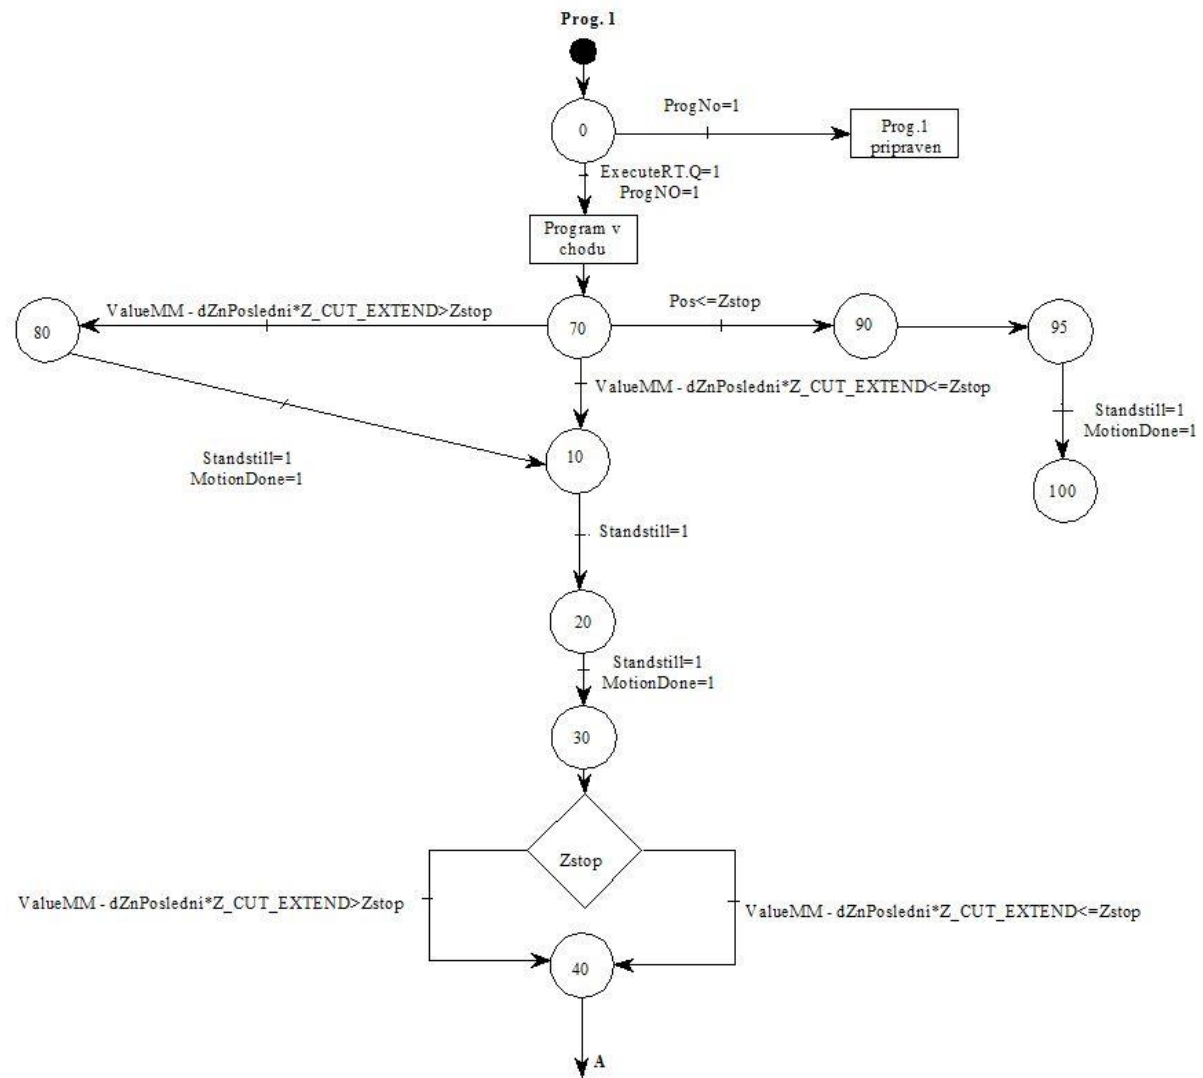 Prog. 1
0
ProgNo=1
Prog.1
pripraven
ExecuteRT.Q=1
ProgNO=1
Program v
chodu
ValueMM - dZnPosledni*Z_CUT_EXTEND>Zstop
Pos<=Zstop
80
70
90
95
ValueMM - dZnPosledni*Z_CUT_EXTEND<=Zstop
Standstill=1
MotionDone=1
Standstill=1
MotionDone=1
10
100
Standstill=1
20
Standstill=1
MotionDone=1
30
Zstop
ValueMM - dZnPosledni*Z_CUT_EXTEND>Zstop
ValueMM - dZnPosledni*Z_CUT_EXTEND<=Zstop
40
A